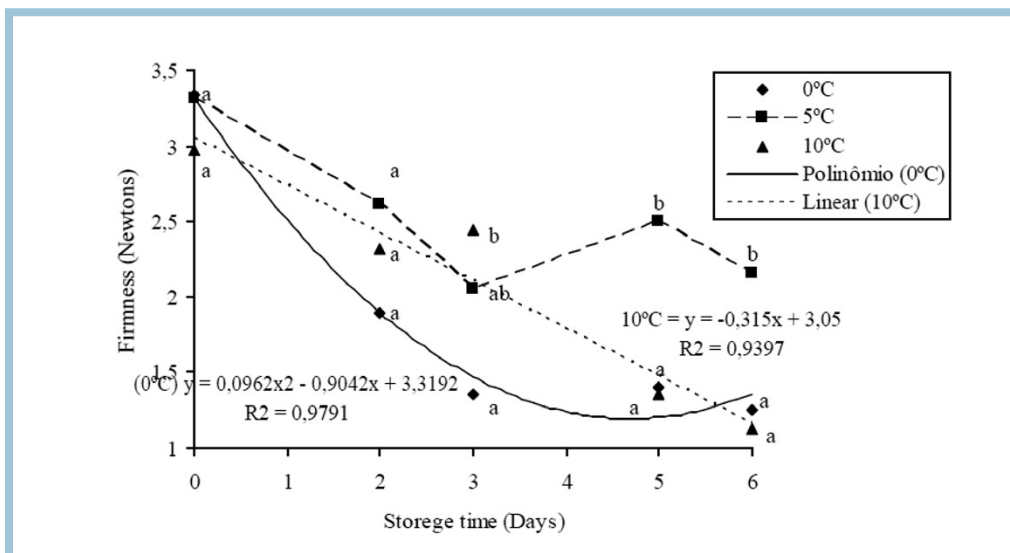 3,5
3
2,5
2
1,5
1
Firmness (Newtons)
0
1
2
3
4
5
6
Storege time (Days)
0ºC
5ºC
10ºC
Polinômio (0ºC)
Linear (10ºC)
a
a
a
a
a
b
ab
a
b
a
a
b
a
a
10ºC = y = -0,315x + 3,05
R2 = 0,9397
(0ºC) y = 0,0962x2 - 0,9042x + 3,3192
R2 = 0,9791